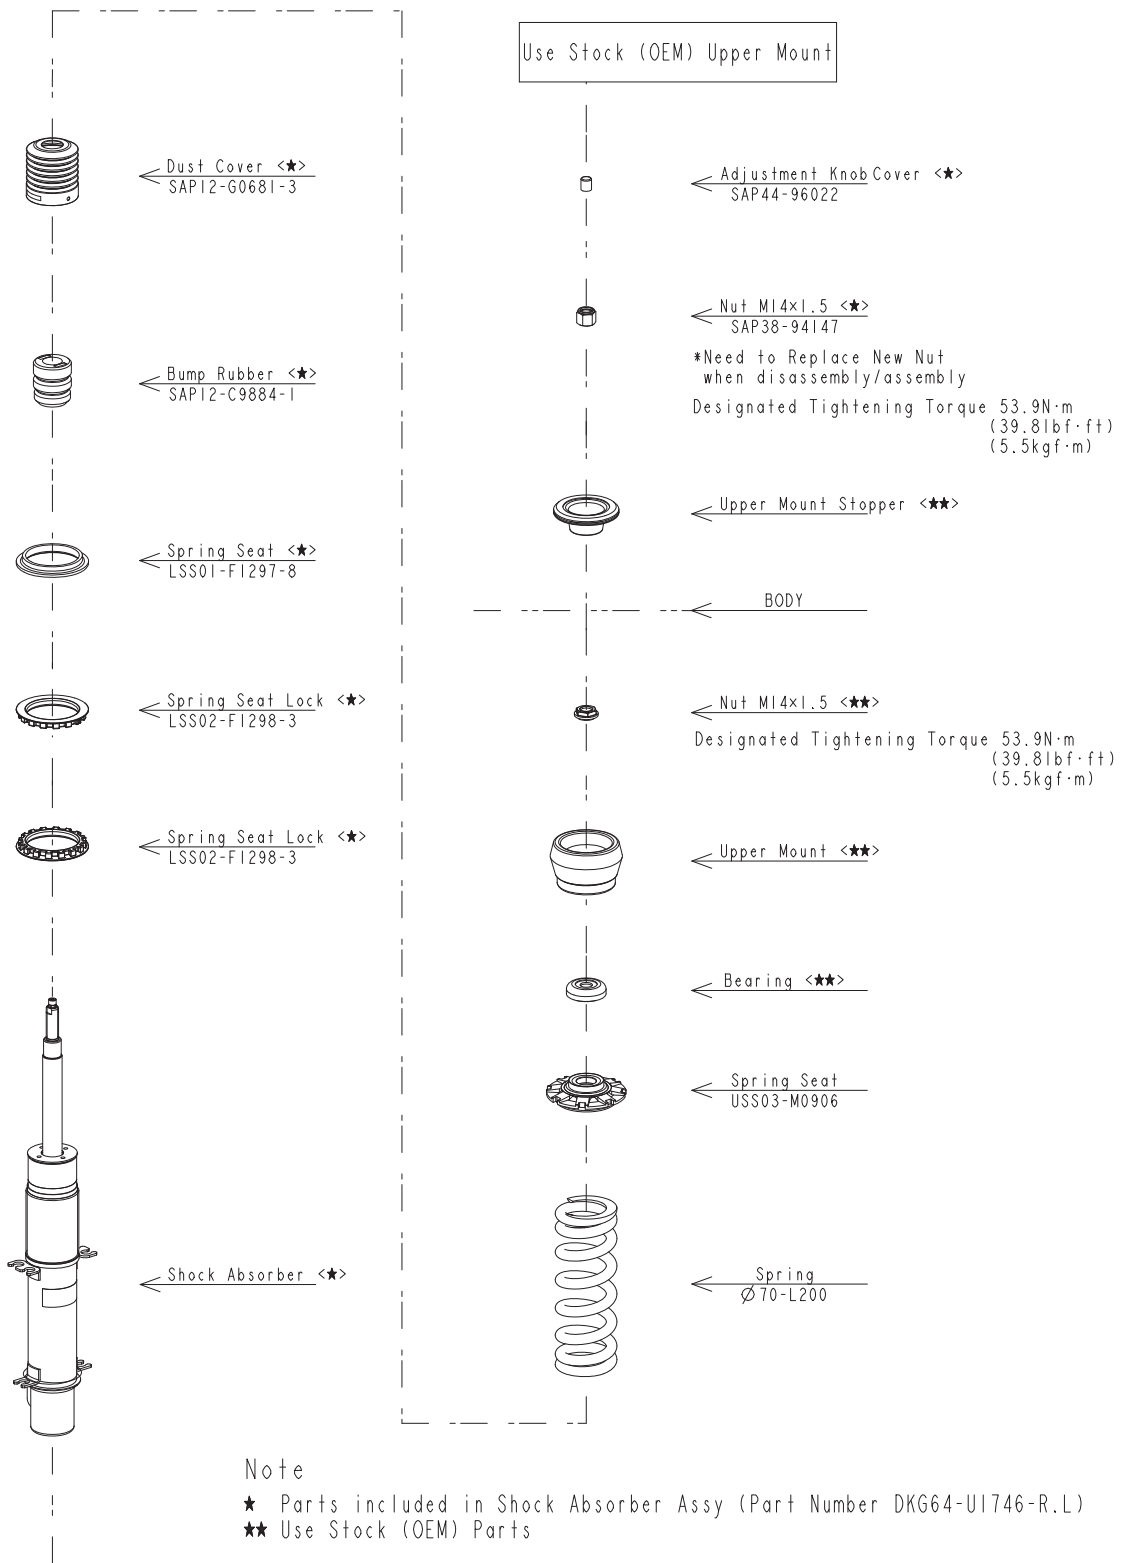 Use Stock (OEM) Upper Mount
Dust Cover <★>
SAP12-G0681-3
Bump Rubber <★>
SAP12-C9884-1
Spring Seat <★>
LSS01-F1297-8
Spring Seat Lock <★>
LSS02-F1298-3
Spring Seat Lock <★>
LSS02-F1298-3
Shock Absorber <★>
Adjustment Knob Cover <★>
SAP44-96022
Nut M14×1.5 <★>
SAP38-94147
*Need to Replace New Nut
when disassembly/assembly
Designated Tightening Torque 53.9N·m
(39.8lbf·ft)
(5.5kgf·m)
Upper Mount Stopper <★★>
BODY
Nut M14×1.5 <★★>
Designated Tightening Torque 53.9N·m
(39.8lbf·ft)
(5.5kgf·m)
Upper Mount <★★>
Bearing <★★>
Spring Seat
USS03-M0906
Spring
∅70-L200
Note
★ Parts included in Shock Absorber Assy (Part Number DKG64-U1746-R.L)
★★ Use Stock (OEM) Parts